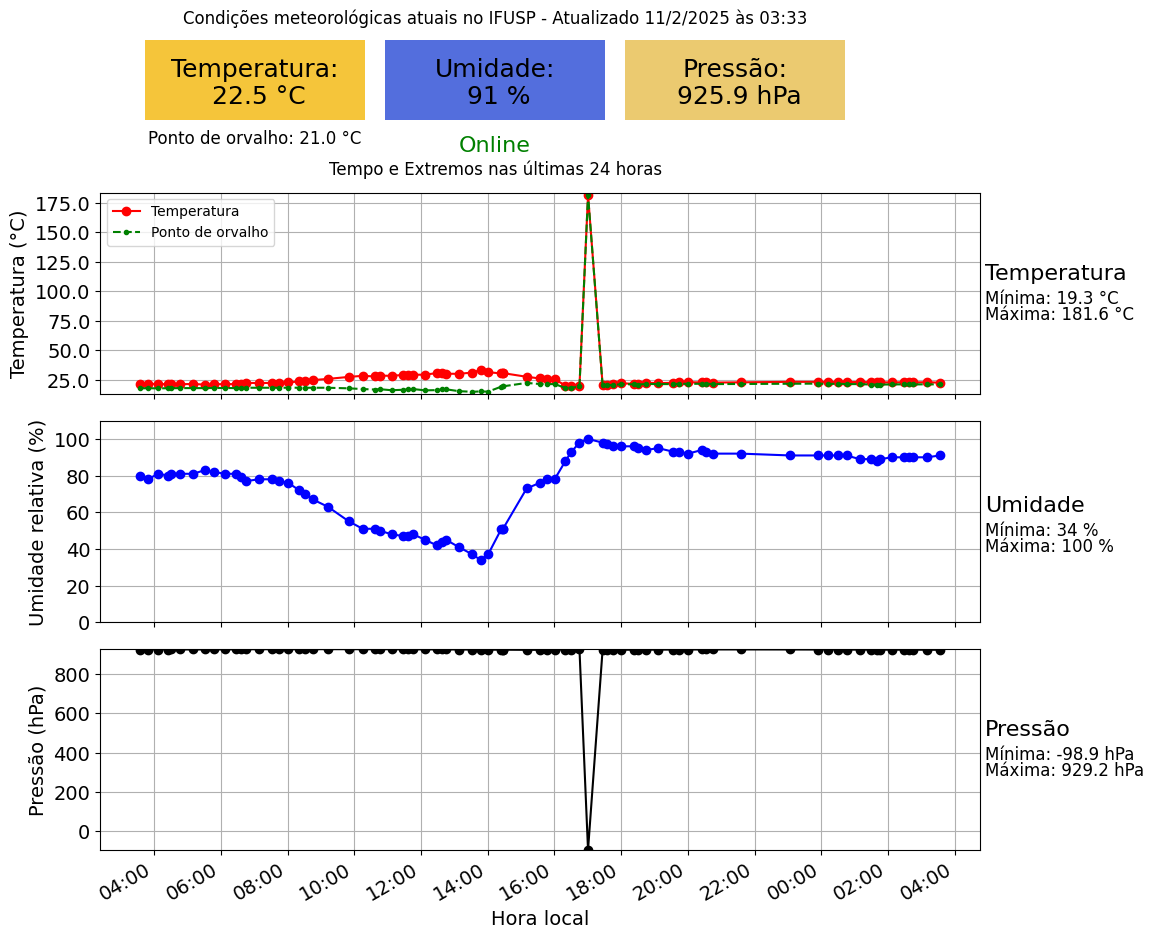 Condições meteorológicas atuais no IFUSP - Atualizado 11/2/2025 às 03:33
Temperatura:
22.5 °C
Umidade:
91 %
Pressão:
925.9 hPa
Ponto de orvalho: 21.0 °C
Online
Tempo e Extremos nas últimas 24 horas
Temperatura (°C)
175.0
150.0
125.0
100.0
75.0
50.0
25.0
Temperatura
Ponto de orvalho
Temperatura
Mínima: 19.3 °C
Máxima: 181.6 °C
Umidade relativa (%)
100
80
60
40
20
0
Umidade
Mínima: 34 %
Máxima: 100 %
Pressão (hPa)
800
600
400
200
0
Pressão
Mínima: -98.9 hPa
Máxima: 929.2 hPa
04:00
06:00
08:00
10:00
12:00
14:00
16:00
18:00
20:00
22:00
00:00
02:00
04:00
Hora local